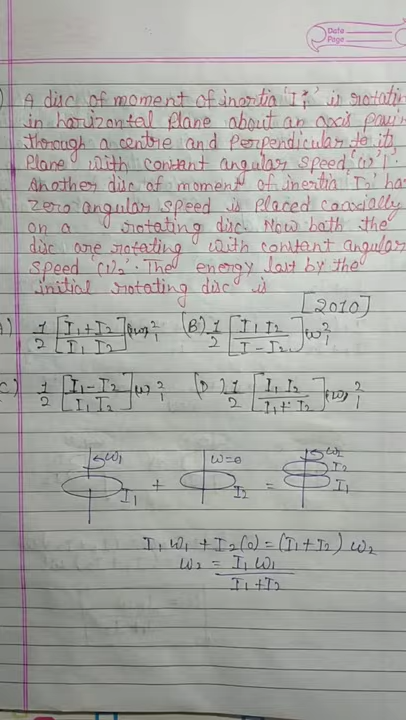 Date
Page
A disc of moment of inertia 'I₁' is rotatin
in horizontal plane about an axis passin
through a centre and perpendicular to its
plane with constant angular speed 'ω₁'.
Another disc of moment of inertia 'I₂' ha
zero angular speed is placed coaxially
on a rotating disc. Now both the
disc are rotating with constant angular
speed 'ω₂'. The energy lost by the
initial rotating disc is
[2010]
A) 1/2 [I₁+I₂ / I₁ I₂] ω₁² (B) 1/2 [I₁ I₂ / I - I₂] ω₁²
C) 1/2 [I₁-I₂ / I₁ I₂] ω₁² (D) 1/2 [I₁ I₂ / I₁+I₂] ω₁²
ω₁ ω=0 ω₂
I₂
I₁ + I₂ = I₁
I₁ ω₁ + I₂(0) = (I₁+I₂) ω₂
ω₂ = I₁ ω₁ / I₁+I₂